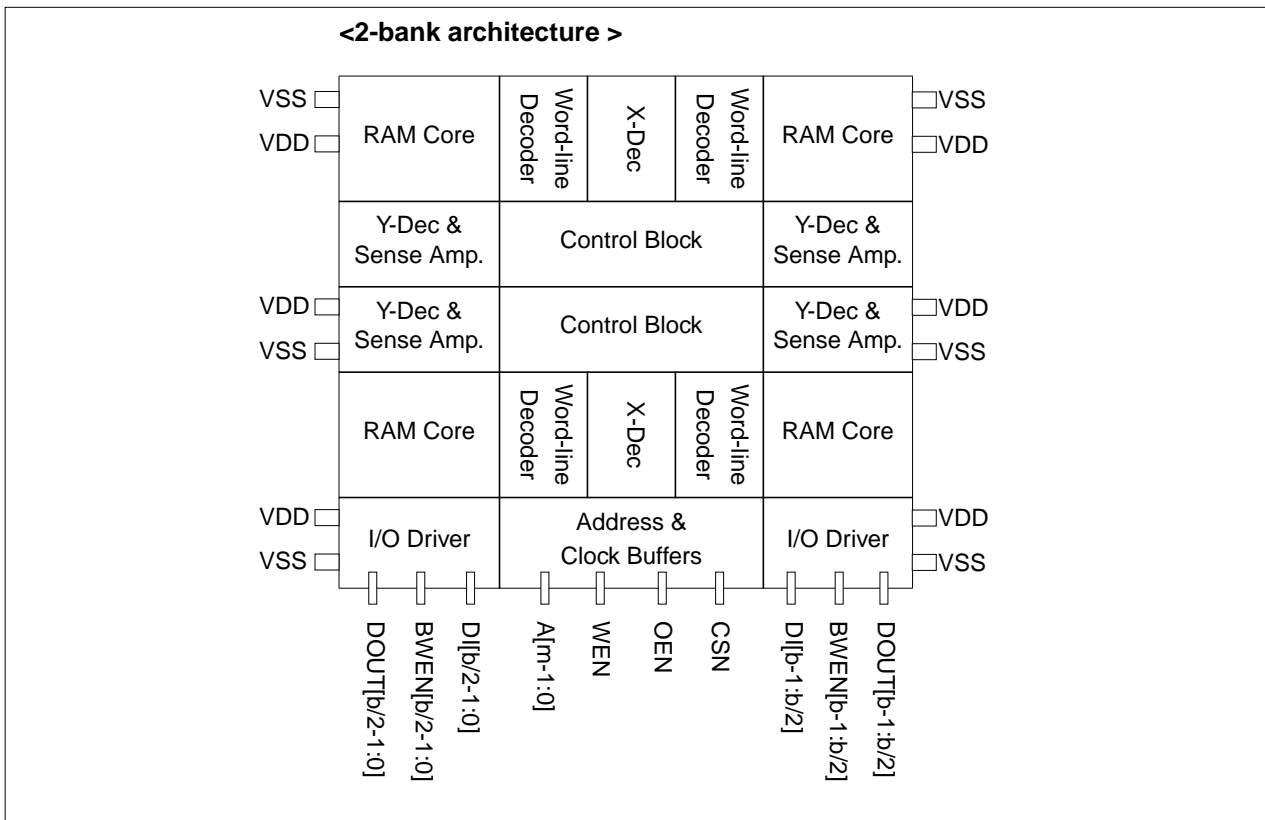 <2-bank architecture >
VSS
VDD
RAM Core
Word-line
Decoder
X-Dec
Word-line
Decoder
RAM Core
VSS
VDD
Y-Dec &
Sense Amp.
Control Block
Y-Dec &
Sense Amp.
VDD
VSS
Y-Dec &
Sense Amp.
Control Block
Y-Dec &
Sense Amp.
VDD
VSS
RAM Core
Word-line
Decoder
X-Dec
Word-line
Decoder
RAM Core
VDD
VSS
I/O Driver
Address &
Clock Buffers
I/O Driver
VDD
VSS
DOUT[b/2-1:0]
BWEN[b/2-1:0]
DI[b/2-1:0]
A[m-1:0]
WEN
OEN
CSN
DI[b-1:b/2]
BWEN[b-1:b/2]
DOUT[b-1:b/2]